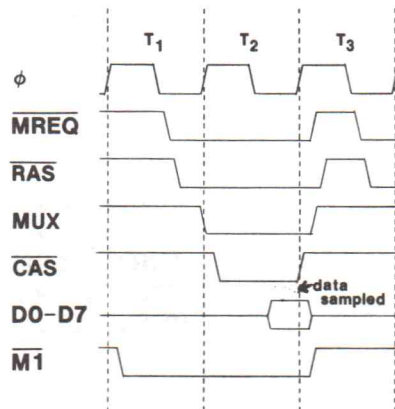 T1 T2 T3
ϕ
MREQ
RAS
MUX
CAS
data
sampled
D0-D7
M1